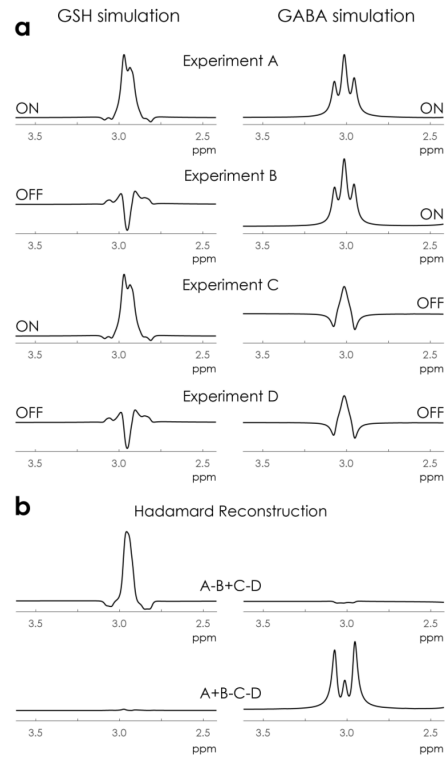 GSH simulation GABA simulation
a
Experiment A
ON ON
3.5 3.0 2.5 3.5 3.0 2.5
ppm ppm
Experiment B
OFF ON
3.5 3.0 2.5 3.5 3.0 2.5
ppm ppm
Experiment C
ON OFF
3.5 3.0 2.5 3.5 3.0 2.5
ppm ppm
Experiment D
OFF OFF
3.5 3.0 2.5 3.5 3.0 2.5
ppm ppm
b
Hadamard Reconstruction
A-B+C-D
3.5 3.0 2.5 3.5 3.0 2.5
ppm ppm
A+B-C-D
3.5 3.0 2.5 3.5 3.0 2.5
ppm ppm